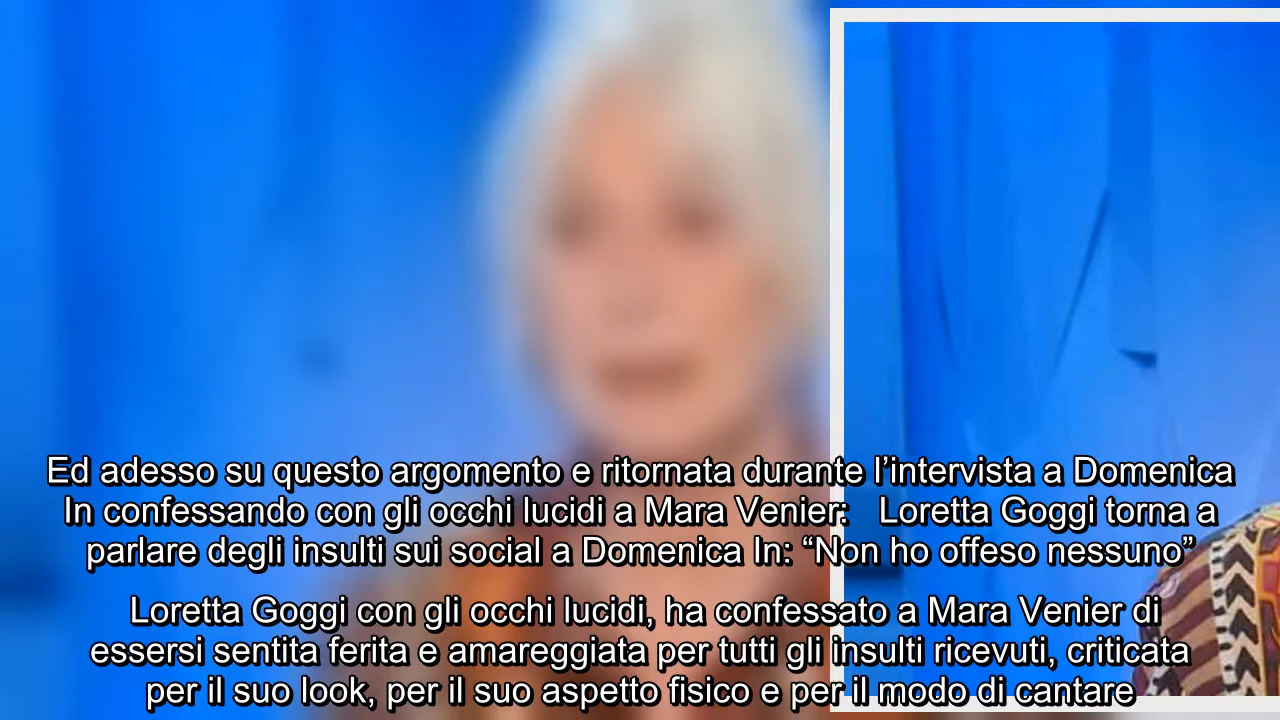 Ed adesso su questo argomento e ritornata durante l’intervista a Domenica
In confessando con gli occhi lucidi a Mara Venier: Loretta Goggi torna a
parlare degli insulti sui social a Domenica In: “Non ho offeso nessuno”
Loretta Goggi con gli occhi lucidi, ha confessato a Mara Venier di
essersi sentita ferita e amareggiata per tutti gli insulti ricevuti, criticata
per il suo look, per il suo aspetto fisico e per il modo di cantare